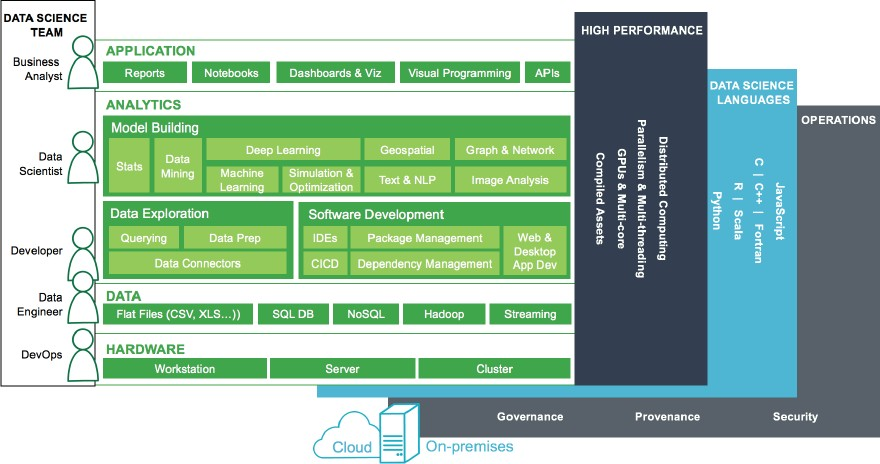 DATA SCIENCE
TEAM
Business
Analyst
Data
Scientist
Developer
Data
Engineer
DevOps
APPLICATION
Reports
Notebooks
Dashboards & Viz
Visual Programming
APIs
ANALYTICS
Model Building
Stats
Data
Mining
Deep Learning
Geospatial
Graph & Network
Machine
Learning
Simulation &
Optimization
Text & NLP
Image Analysis
Data Exploration
Querying
Data Prep
Data Connectors
Software Development
IDEs
Package Management
CICD
Dependency Management
Web &
Desktop
App Dev
DATA
Flat Files (CSV, XLS…))
SQL DB
NoSQL
Hadoop
Streaming
HARDWARE
Workstation
Server
Cluster
HIGH PERFORMANCE
Distributed Computing
Parallelism & Multi-threading
GPUs & Multi-core
Compiled Assets
DATA SCIENCE
LANGUAGES
JavaScript
C | C++ | Fortran
R | Scala
Python
OPERATIONS
Governance
Provenance
Security
Cloud
On-premises